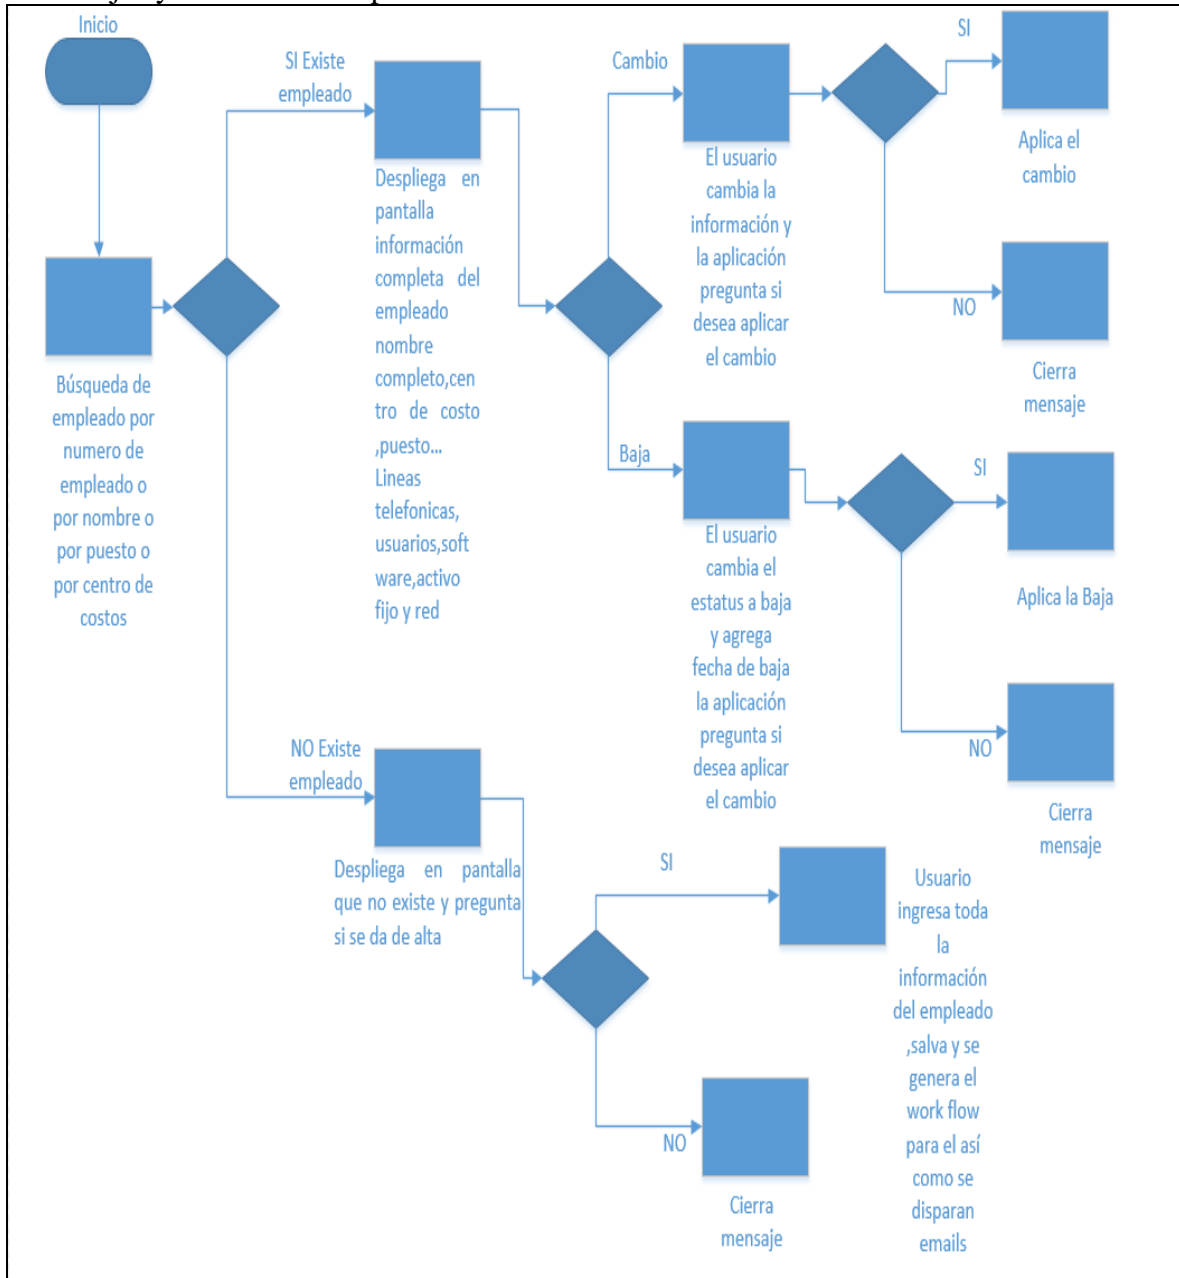 Inicio
SI Existe
empleado
Despliega en
pantalla
información
completa del
empleado
nombre
completo,cen
tro de costo
,puesto...
Lineas
telefonicas,
usuarios,soft
ware,activo
fijo y red
Cambio
El usuario
cambia la
información y
la aplicación
pregunta si
desea aplicar
el cambio
SI
Aplica el
cambio
NO
Cierra
mensaje
Búsqueda de
empleado por
numero de
empleado o
por nombre o
por puesto o
por centro de
costos
Baja
El usuario
cambia el
estatus a baja
y agrega
fecha de baja
la aplicación
pregunta si
desea aplicar
el cambio
SI
Aplica la Baja
NO
Cierra
mensaje
NO Existe
empleado
Despliega en pantalla
que no existe y pregunta
si se da de alta
SI
Usuario
ingresa toda
la
información
del empleado
,salva y se
genera el
work flow
para el así
como se
disparan
emails
NO
Cierra
mensaje